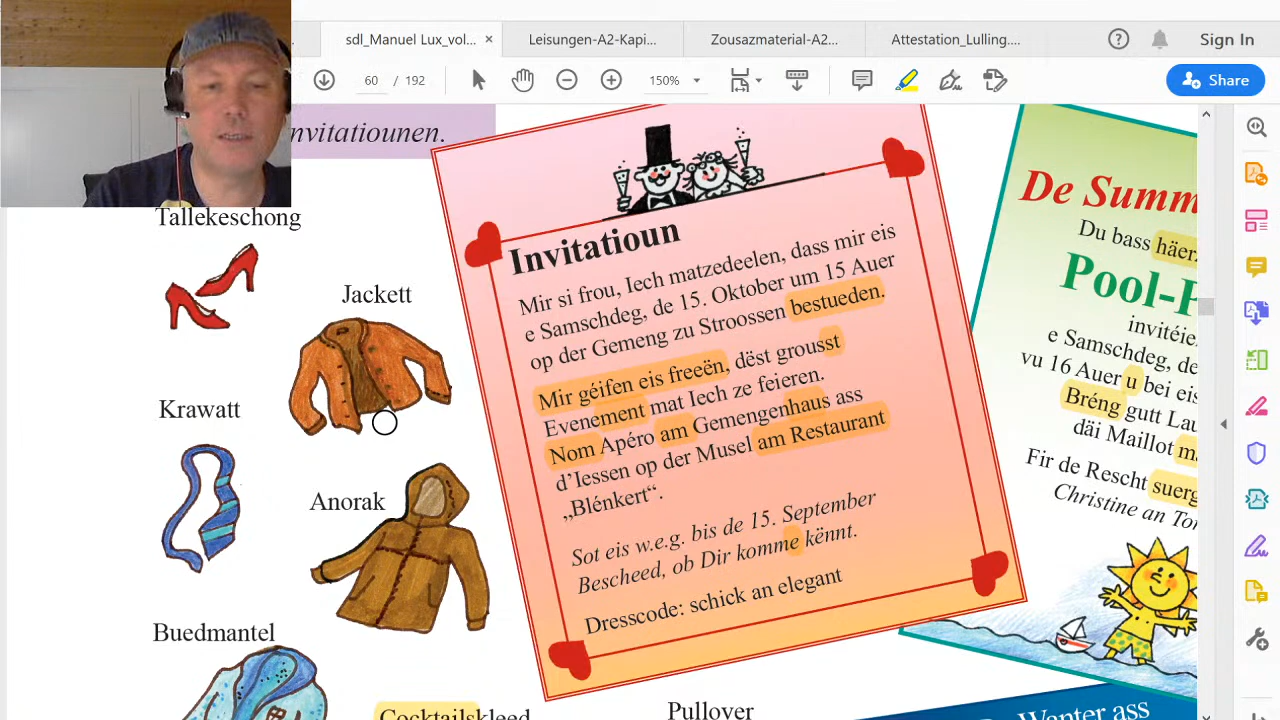 sdl_Manuel Lux_vol...
Leisungen-A2-Kapi...
Zousazmaterial-A2...
Attestation_Lulling....
Sign In
60 / 192
150%
Share
nvitatiounen.
Tallekeschong
Jackett
Krawatt
Anorak
Buedmantel
Cocktailskleed
Pullover
Invitatioun
Mir si frou, Iech matzedeelen, dass mir eis
e Samschdeg, de 15. Oktober um 15 Auer
op der Gemeng zu Stroossen bestueden.
Mir géifen eis freeën, dëst grousst
Evenement mat Iech ze feieren.
Nom Apéro am Gemengenhaus ass
d’Iessen op der Musel am Restaurant
„Blénkert“.
Sot eis w.e.g. bis de 15. September
Bescheed, ob Dir komme kënnt.
Dresscode: schick an elegant
De Summ
Du bass häer
Pool-P
invitéie
e Samschdeg, de
vu 16 Auer u bei eis
Bréng gutt Lau
däi Maillot m
Fir de Rescht suerg
Christine an Ton
Wanter ass